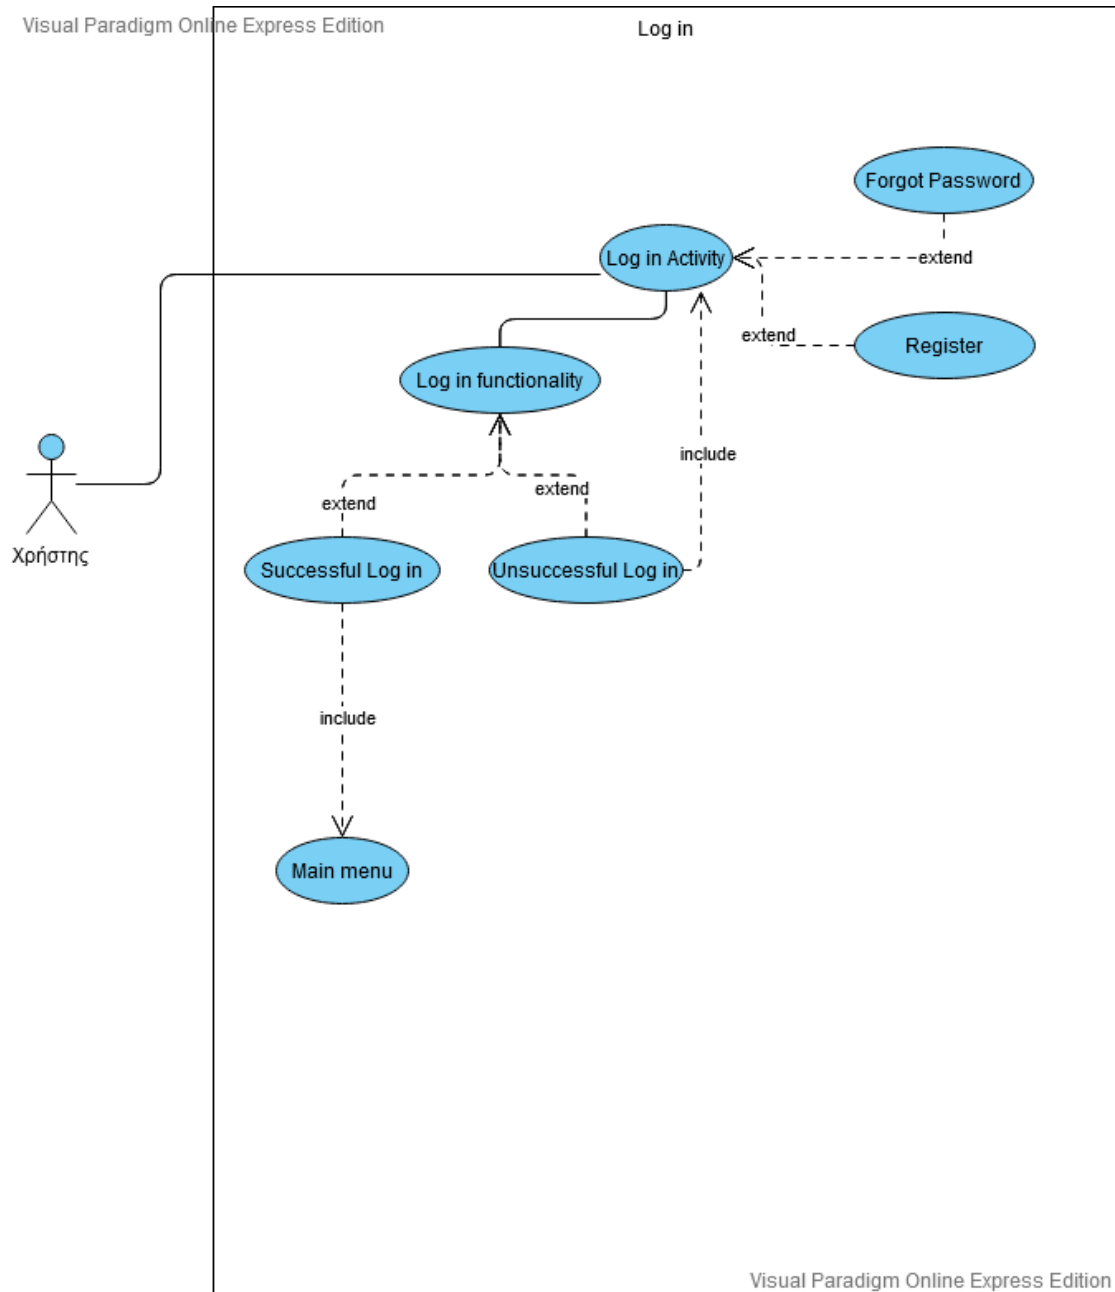 Visual Paradigm Online Express Edition
Log in
Forgot Password
Log in Activity
extend
extend
Register
Log in functionality
include
extend
extend
Χρήστης
Successful Log in
Unsuccessful Log in
include
Main menu
Visual Paradigm Online Express Edition